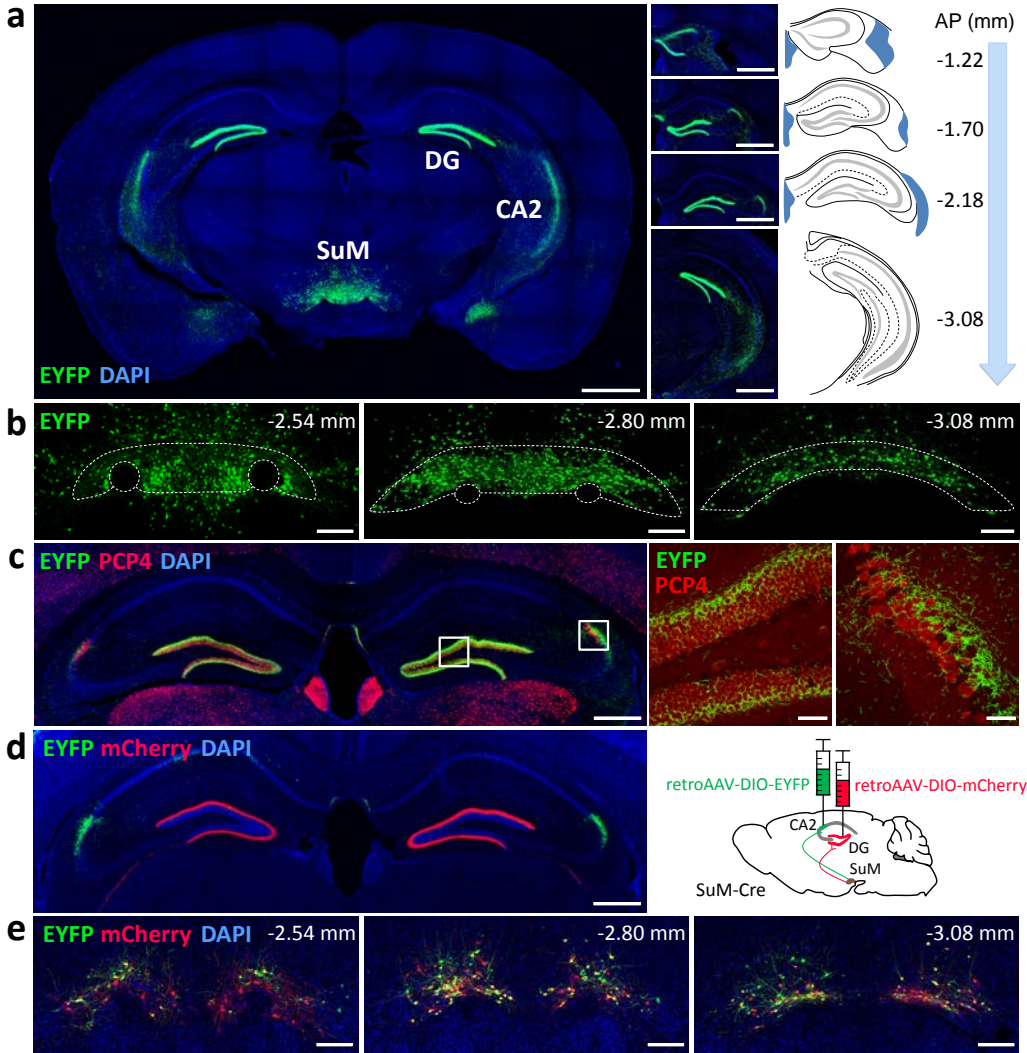 a
AP (mm)
-1.22
-1.70
DG
CA2
-2.18
SuM
-3.08
EYFP DAPI
b
EYFP
-2.54 mm
-2.80 mm
-3.08 mm
c
EYFP PCP4 DAPI
EYFP
PCP4
d
EYFP mCherry DAPI
retroAAV-DIO-EYFP
retroAAV-DIO-mCherry
CA2
DG
SuM
SuM-Cre
e
EYFP mCherry DAPI
-2.54 mm
-2.80 mm
-3.08 mm